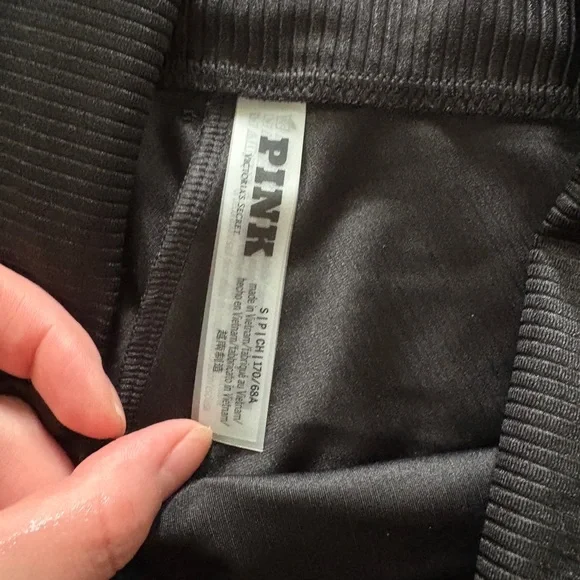 PINK
VICTORIA'S SECRET
S | P | CH | 170/68A
made in Vietnam/fabriqué au Vietnam/
hecho en Vietnam/fabricado en Vietnam/
越南制造